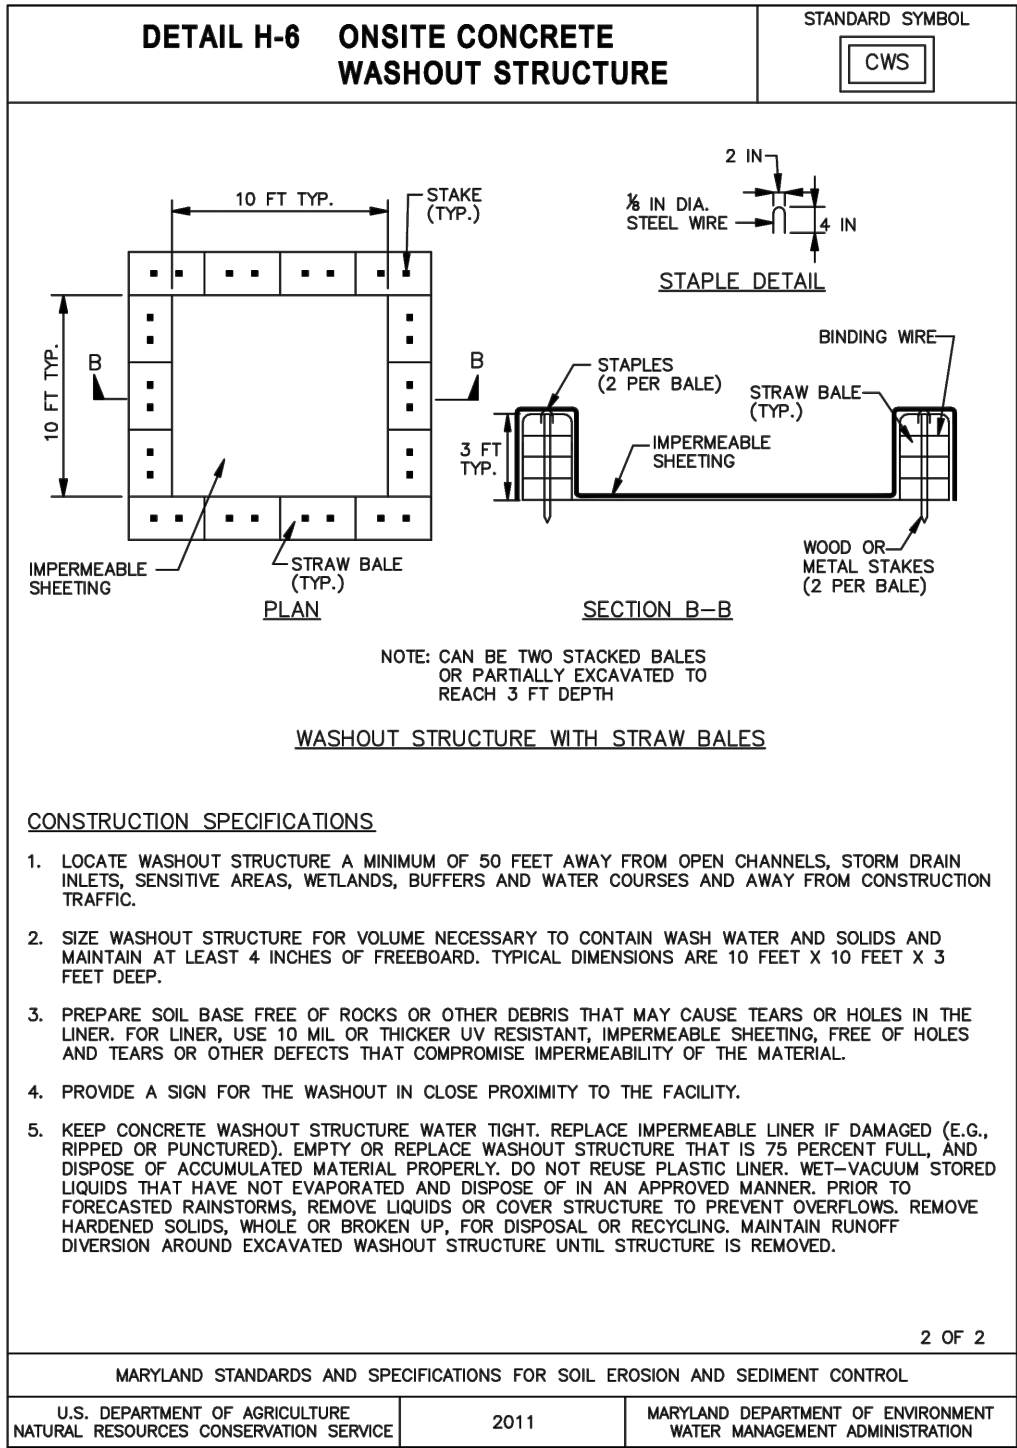 DETAIL H-6 ONSITE CONCRETE
WASHOUT STRUCTURE
STANDARD SYMBOL
CWS
10 FT TYP.
STAKE
(TYP.)
10 FT TYP.
B
B
IMPERMEABLE
SHEETING
STRAW BALE
(TYP.)
PLAN
2 IN
⅛ IN DIA.
STEEL WIRE
4 IN
STAPLE DETAIL
BINDING WIRE
STAPLES
(2 PER BALE)
STRAW BALE
(TYP.)
3 FT
TYP.
IMPERMEABLE
SHEETING
WOOD OR
METAL STAKES
(2 PER BALE)
SECTION B-B
NOTE: CAN BE TWO STACKED BALES
OR PARTIALLY EXCAVATED TO
REACH 3 FT DEPTH
WASHOUT STRUCTURE WITH STRAW BALES
CONSTRUCTION SPECIFICATIONS
1. LOCATE WASHOUT STRUCTURE A MINIMUM OF 50 FEET AWAY FROM OPEN CHANNELS, STORM DRAIN
INLETS, SENSITIVE AREAS, WETLANDS, BUFFERS AND WATER COURSES AND AWAY FROM CONSTRUCTION
TRAFFIC.
2. SIZE WASHOUT STRUCTURE FOR VOLUME NECESSARY TO CONTAIN WASH WATER AND SOLIDS AND
MAINTAIN AT LEAST 4 INCHES OF FREEBOARD. TYPICAL DIMENSIONS ARE 10 FEET X 10 FEET X 3
FEET DEEP.
3. PREPARE SOIL BASE FREE OF ROCKS OR OTHER DEBRIS THAT MAY CAUSE TEARS OR HOLES IN THE
LINER. FOR LINER, USE 10 MIL OR THICKER UV RESISTANT, IMPERMEABLE SHEETING, FREE OF HOLES
AND TEARS OR OTHER DEFECTS THAT COMPROMISE IMPERMEABILITY OF THE MATERIAL.
4. PROVIDE A SIGN FOR THE WASHOUT IN CLOSE PROXIMITY TO THE FACILITY.
5. KEEP CONCRETE WASHOUT STRUCTURE WATER TIGHT. REPLACE IMPERMEABLE LINER IF DAMAGED (E.G.,
RIPPED OR PUNCTURED). EMPTY OR REPLACE WASHOUT STRUCTURE THAT IS 75 PERCENT FULL, AND
DISPOSE OF ACCUMULATED MATERIAL PROPERLY. DO NOT REUSE PLASTIC LINER. WET-VACUUM STORED
LIQUIDS THAT HAVE NOT EVAPORATED AND DISPOSE OF IN AN APPROVED MANNER. PRIOR TO
FORECASTED RAINSTORMS, REMOVE LIQUIDS OR COVER STRUCTURE TO PREVENT OVERFLOWS. REMOVE
HARDENED SOLIDS, WHOLE OR BROKEN UP, FOR DISPOSAL OR RECYCLING. MAINTAIN RUNOFF
DIVERSION AROUND EXCAVATED WASHOUT STRUCTURE UNTIL STRUCTURE IS REMOVED.
2 OF 2
MARYLAND STANDARDS AND SPECIFICATIONS FOR SOIL EROSION AND SEDIMENT CONTROL
U.S. DEPARTMENT OF AGRICULTURE
NATURAL RESOURCES CONSERVATION SERVICE
2011
MARYLAND DEPARTMENT OF ENVIRONMENT
WATER MANAGEMENT ADMINISTRATION